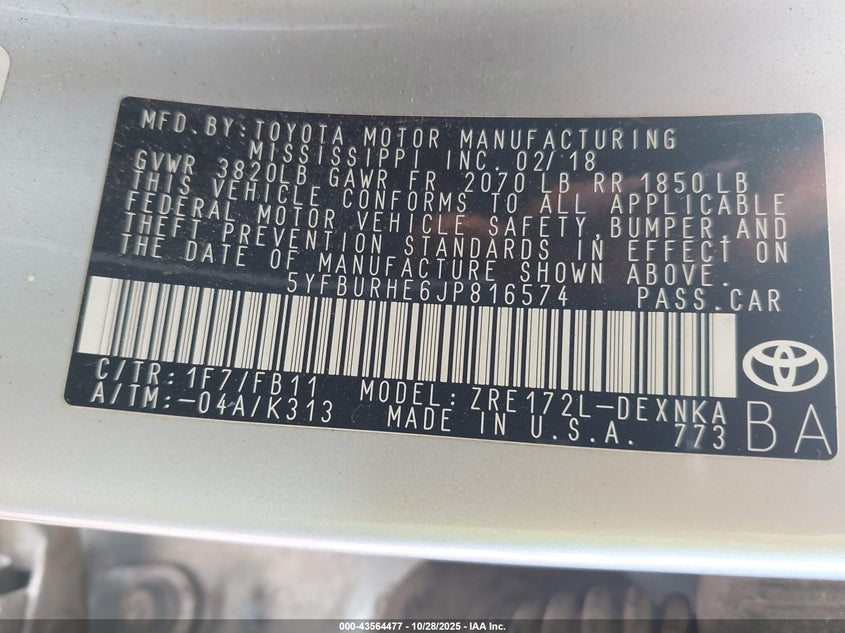 MFD. BY: TOYOTA MOTOR MANUFACTURING
MISSISSIPPI INC. 02/18
GVWR 3820LB GAWR FR 2070 LB RR 1850 LB
THIS VEHICLE CONFORMS TO ALL APPLICABLE
FEDERAL MOTOR VEHICLE SAFETY, BUMPER, AND
THEFT PREVENTION STANDARDS IN EFFECT ON
THE DATE OF MANUFACTURE SHOWN ABOVE.
5YFBURHE6JP816574 PASS. CAR
C/TR: 1F7/FB11 MODEL: ZRE172L-DEXNKA
A/TM: -04A/K313 MADE IN U.S.A. 773
BA
000-43564477 - 10/28/2025 - IAA Inc.